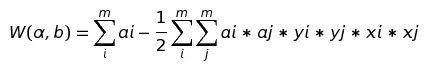 W(α, b) = ∑_i^m ai − 1/2 ∑_i^m ∑_j^m ai ∗ aj ∗ yi ∗ yj ∗ xi ∗ xj